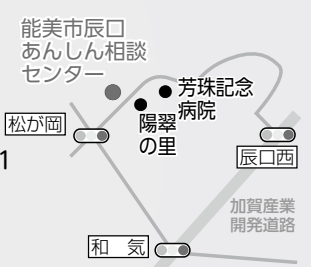 能美市辰口
あんしん相談
センター
芳珠記念
病院
陽翠
の里
松が岡
1
辰口西
加賀産業
開発道路
和 気